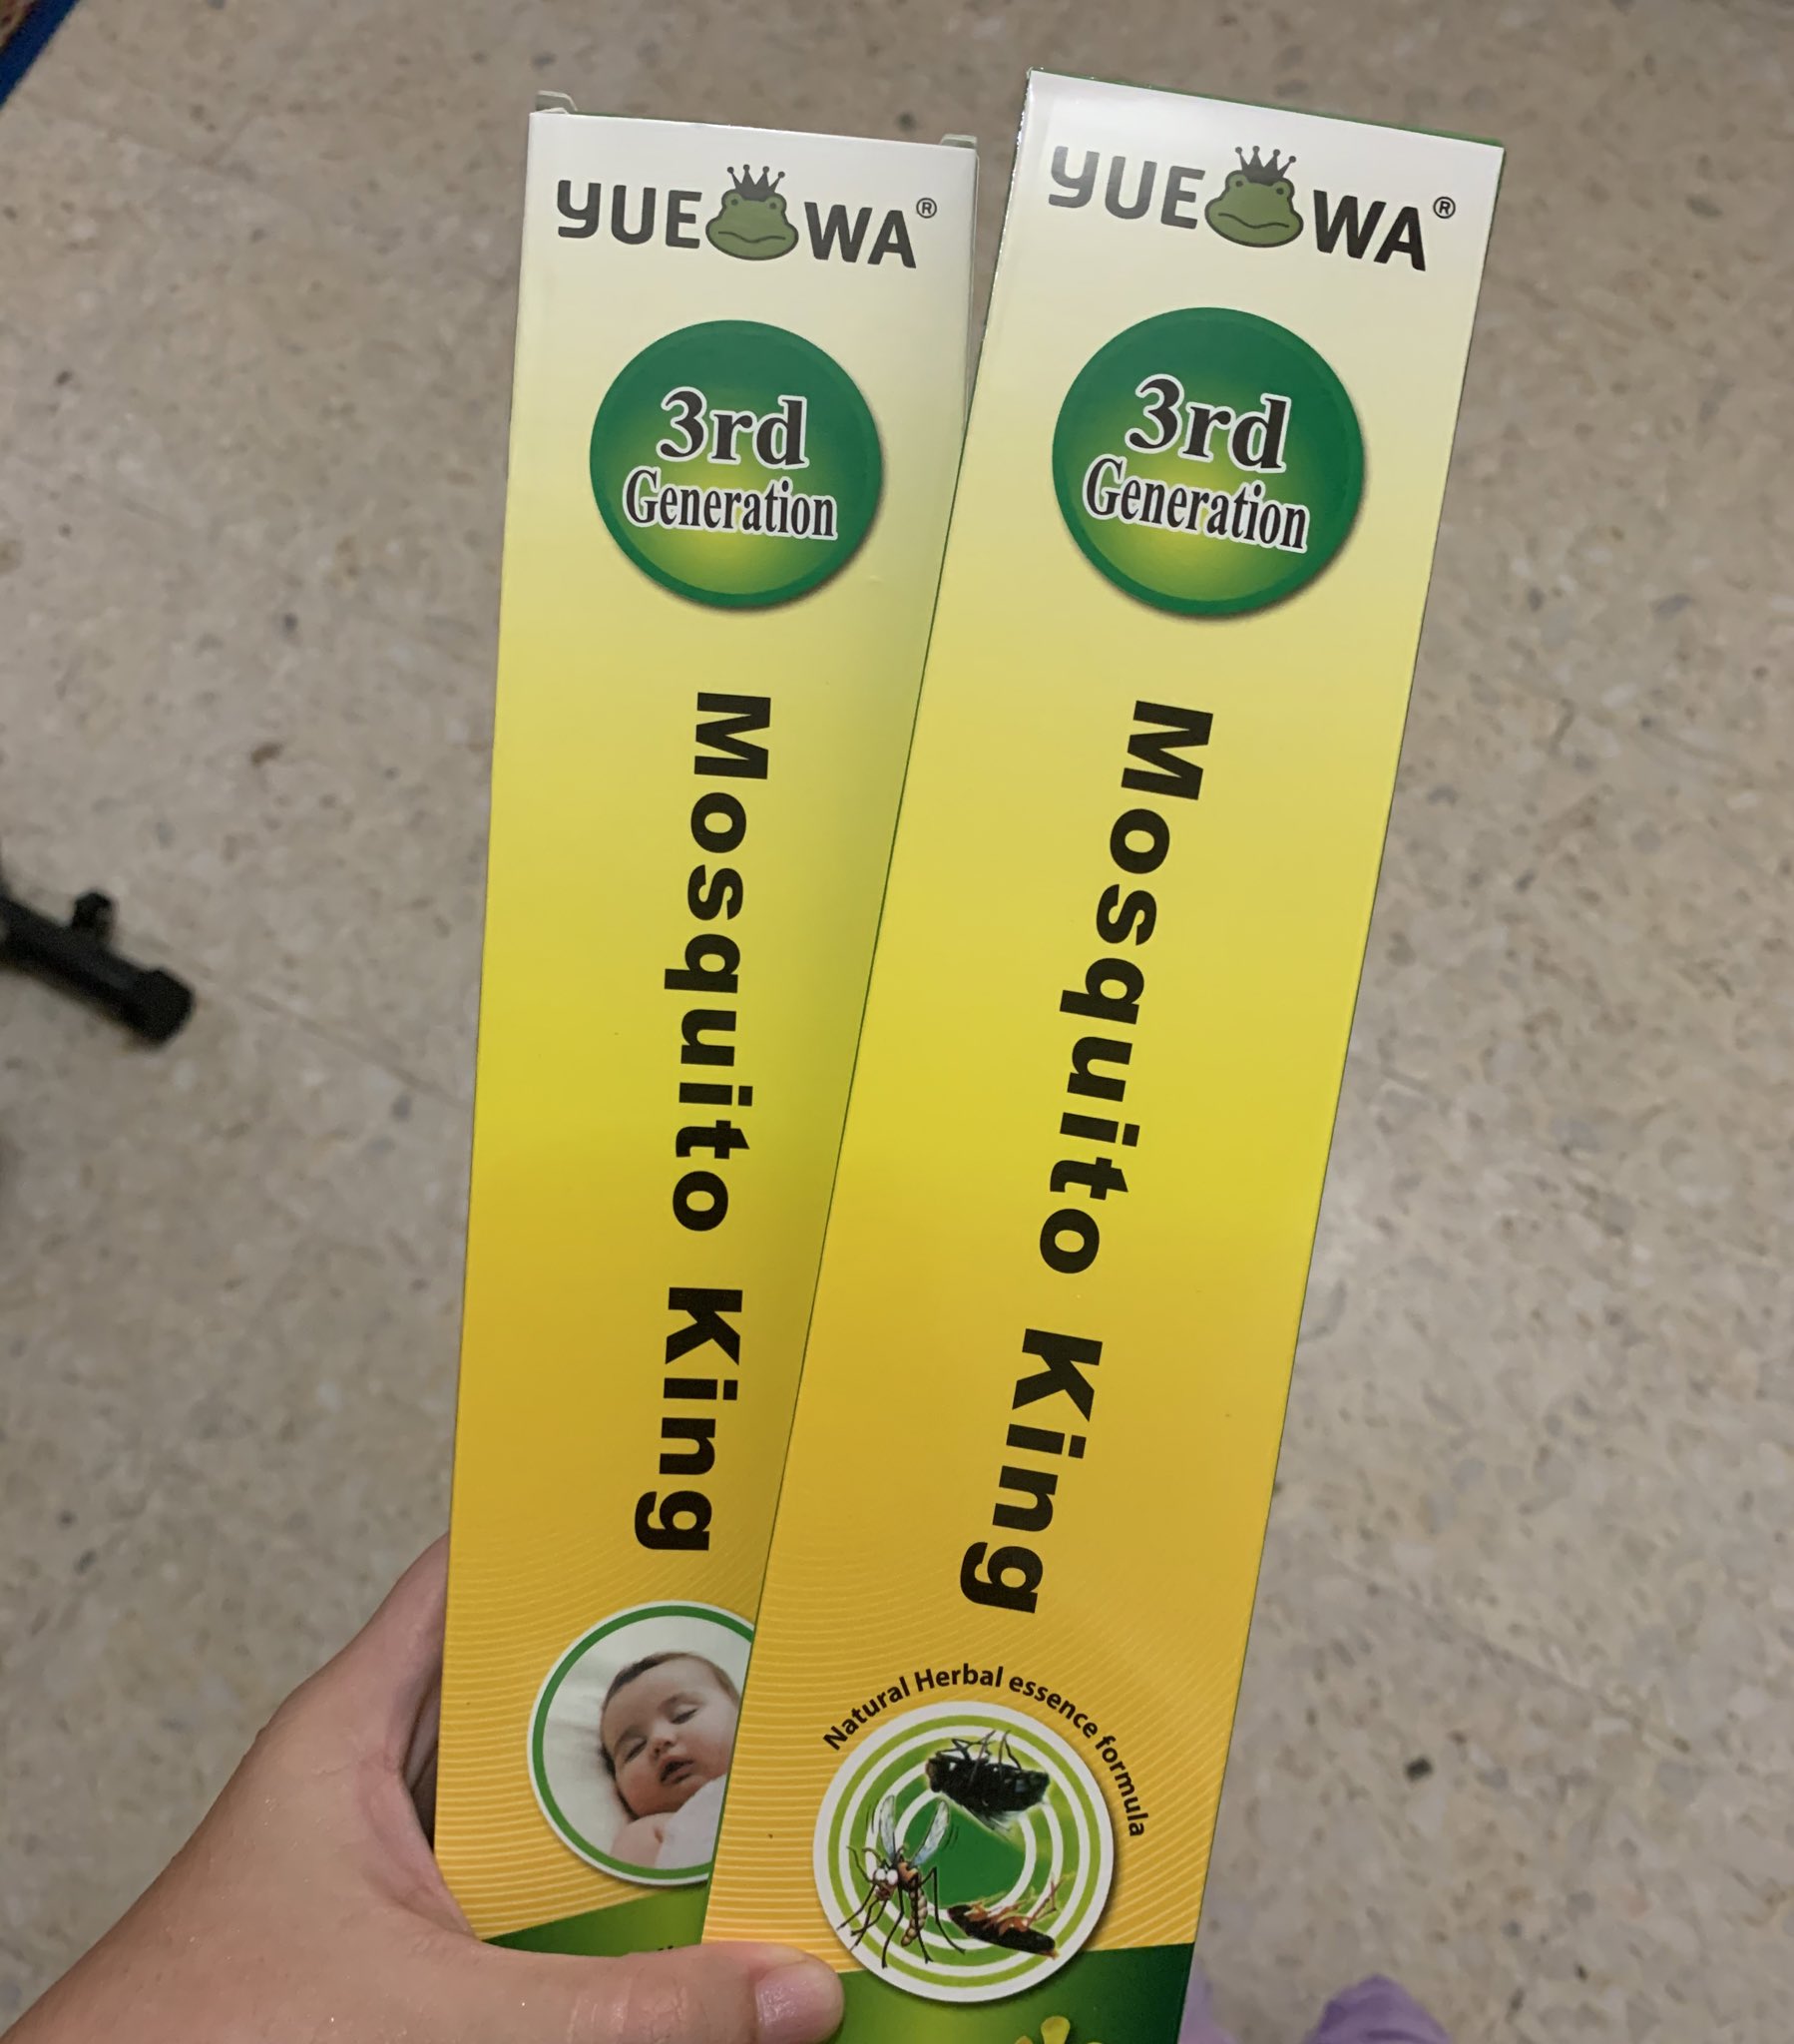 YUE WA®
3rd
Generation
Mosquito King
YUE WA®
3rd
Generation
Mosquito King
Natural Herbal essence formula